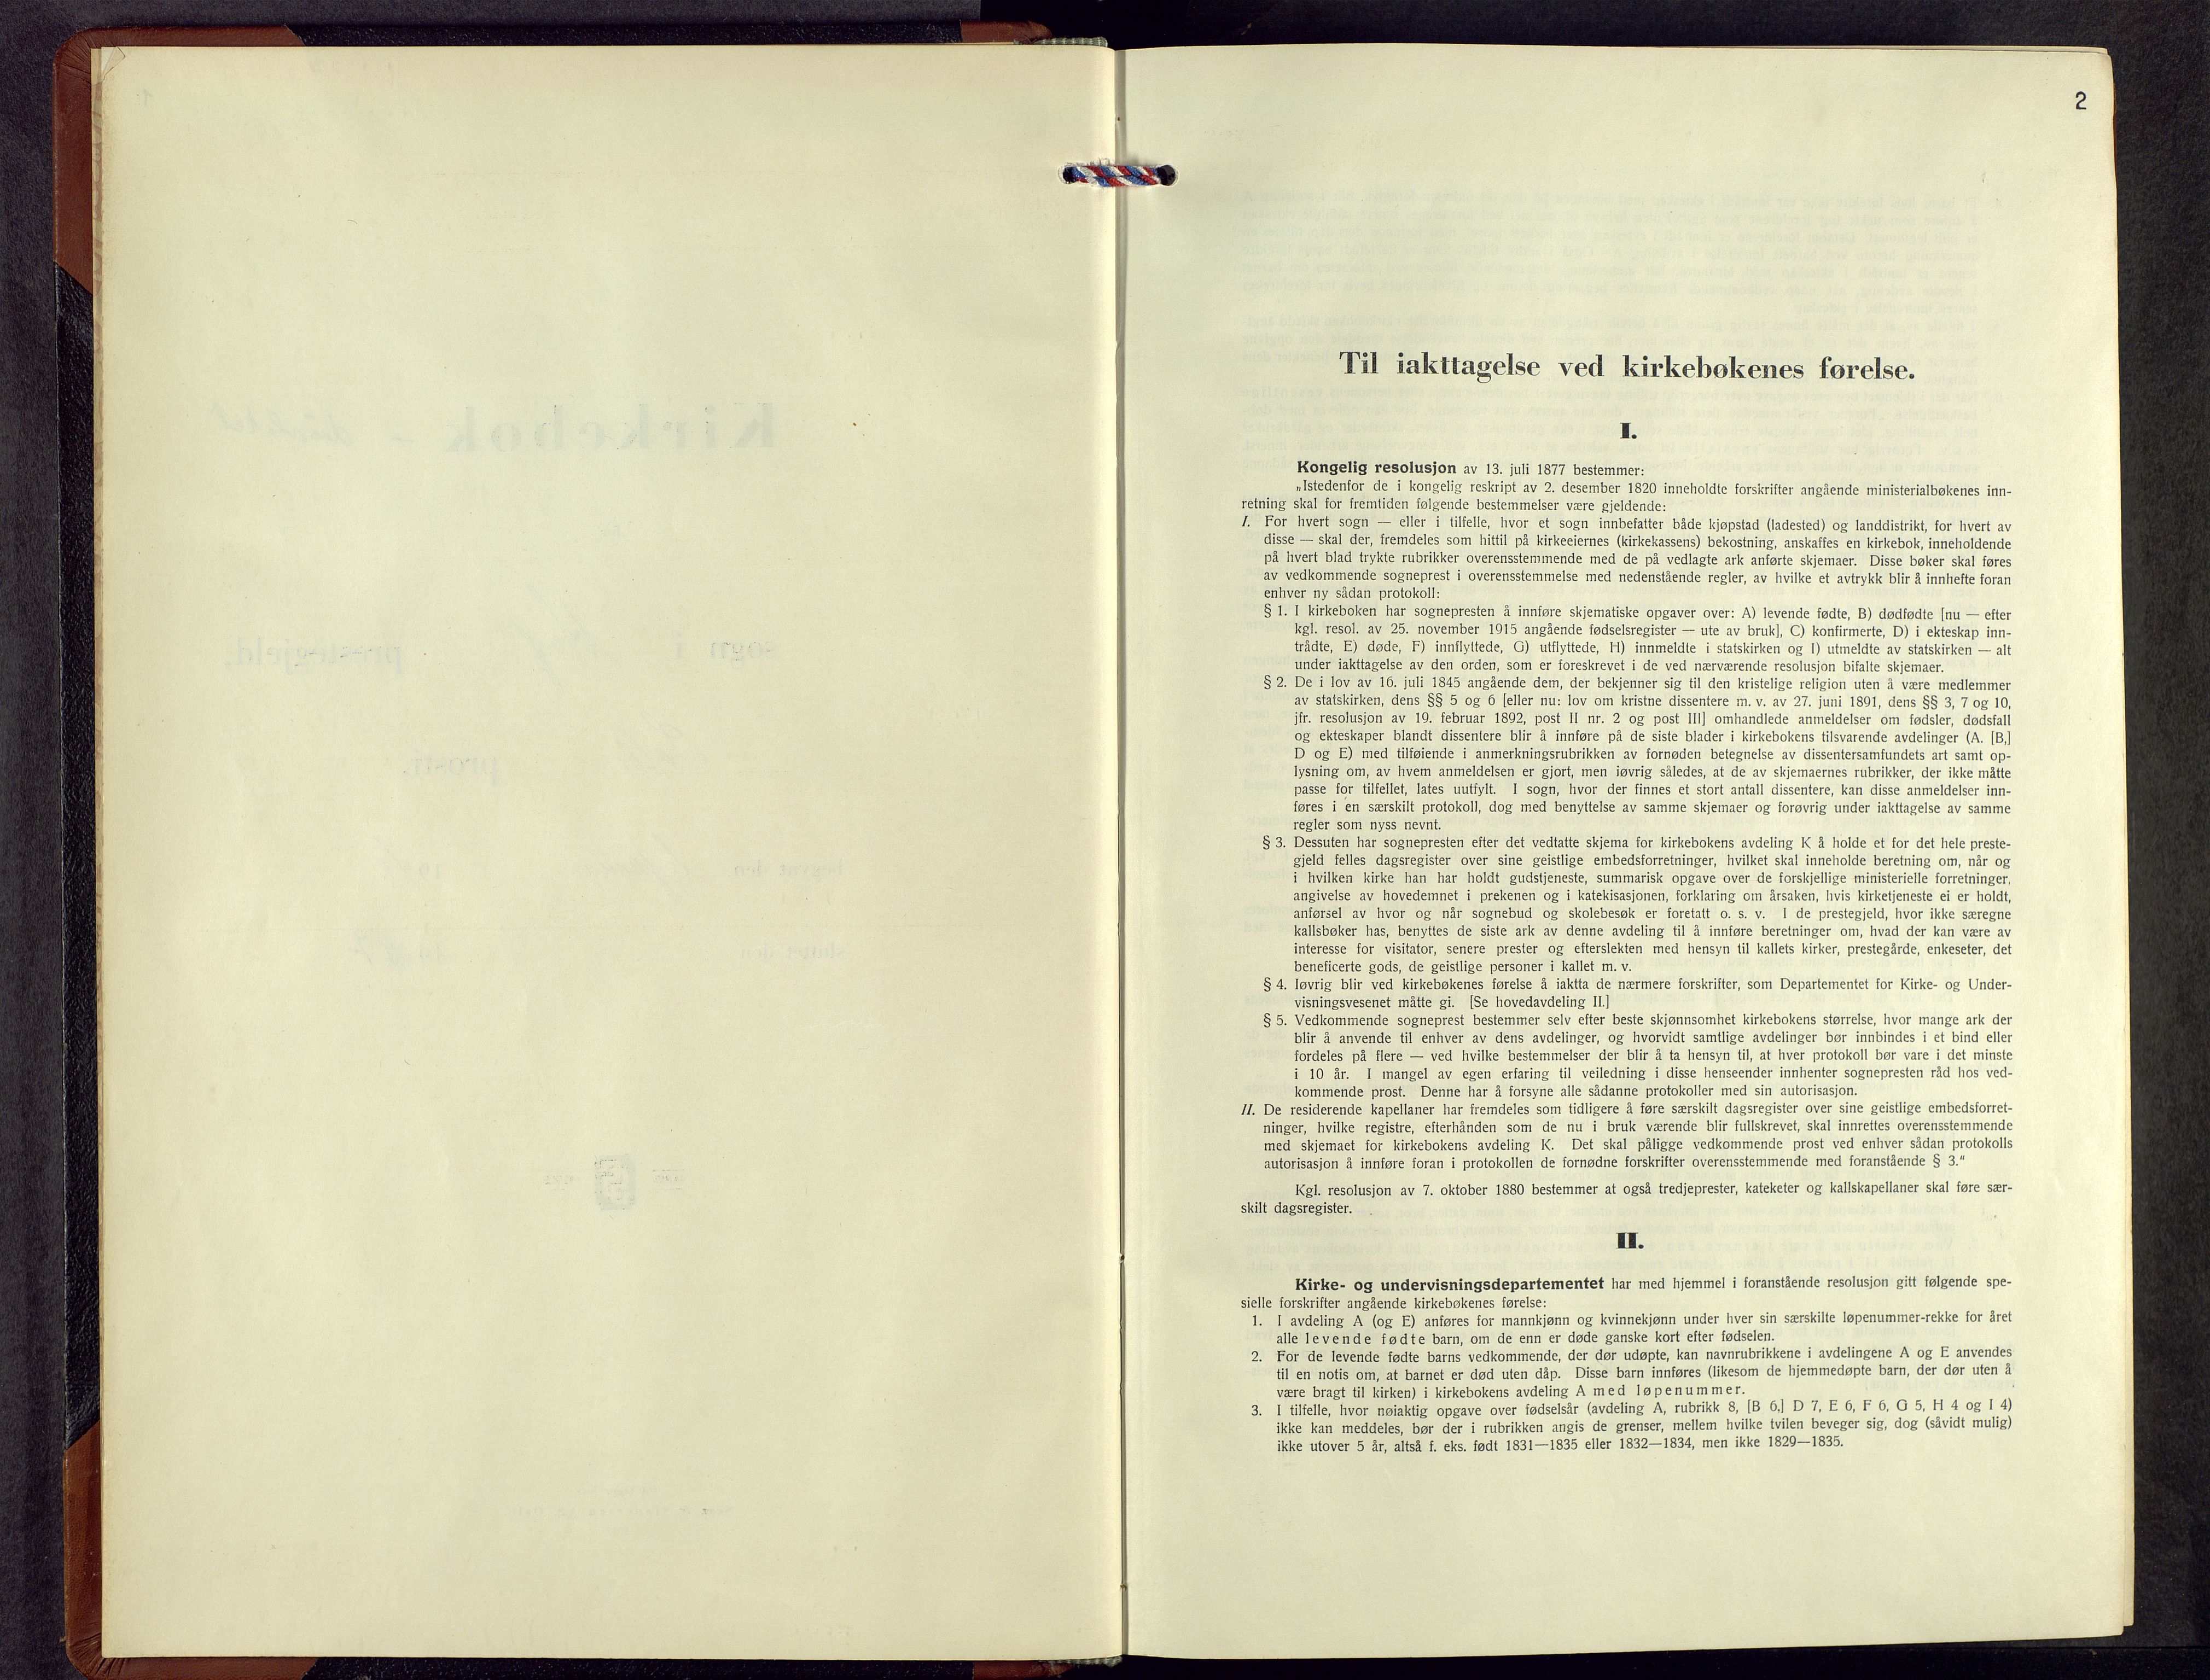 2
Til iakttagelse ved kirkebøkenes førelse.
I.
Kongelig resolusjon av 13. juli 1877 bestemmer:
„Istedenfor de i kongelig reskript av 2. desember 1820 inneholdte forskrifter angående ministerialbøkenes inn-
retning skal for fremtiden følgende bestemmelser være gjeldende:
I. For hvert sogn — eller i tilfelle, hvor et sogn innbefatter både kjøpstad (ladested) og landdistrikt, for hvert av
disse — skal der, fremdeles som hittil på kirkeeiernes (kirkekassens) bekostning, anskaffes en kirkebok, inneholdende
på hvert blad trykte rubrikker overensstemmende med de på vedlagte ark anførte skjemaer. Disse bøker skal føres
av vedkommende sogneprest i overensstemmelse med nedenstående regler, av hvilke et avtrykk blir å innhefte foran
enhver ny sådan protokoll:
§ 1. I kirkeboken har sognepresten å innføre skjematiske opgaver over: A) levende fødte, B) dødfødte [nu — efter
kgl. resol. av 25. november 1915 angående fødselsregister — ute av bruk], C) konfirmerte, D) i ekteskap inn-
trådte, E) døde, F) innflyttede, G) utflyttede, H) innmeldte i statskirken og I) utmeldte av statskirken — alt
under iakttagelse av den orden, som er foreskrevet i de ved nærværende resolusjon bifalte skjemaer.
§ 2. De i lov av 16. juli 1845 angående dem, der bekjenner sig til den kristelige religion uten å være medlemmer
av statskirken, dens §§ 5 og 6 [eller nu: lov om kristne dissentere m. v. av 27. juni 1891, dens §§ 3, 7 og 10,
jfr. resolusjon av 19. februar 1892, post II nr. 2 og post III] omhandlede anmeldelser om fødsler, dødsfall
og ekteskaper blandt dissentere blir å innføre på de siste blader i kirkebokens tilsvarende avdelinger (A. [B,]
D og E) med tilføiende i anmerkningsrubrikken av fornøden betegnelse av dissentersamfundets art samt op-
lysning om, av hvem anmeldelsen er gjort, men iøvrig således, at de av skjemaernes rubrikker, der ikke måtte
passe for tilfellet, lates uutfylt. I sogn, hvor der finnes et stort antall dissentere, kan disse anmeldelser inn-
føres i en særskilt protokoll, dog med benyttelse av samme skjemaer og forøvrig under iakttagelse av samme
regler som nyss nevnt.
§ 3. Dessuten har sognepresten efter det vedtatte skjema for kirkebokens avdeling K å holde et for det hele preste-
gjeld felles dagsregister over sine geistlige embedsforretninger, hvilket skal inneholde beretning om, når og
i hvilken kirke han har holdt gudstjeneste, summarisk opgave over de forskjellige ministerielle forretninger,
angivelse av hovedemnet i prekenen og i katekisasjonen, forklaring om årsaken, hvis kirketjeneste ei er holdt,
anførsel av hvor og når sognebud og skolebesøk er foretatt o. s. v. I de prestegjeld, hvor ikke særegne
kallsbøker has, benyttes de siste ark av denne avdeling til å innføre beretninger om, hvad der kan være av
interesse for visitator, senere prester og efterslekten med hensyn til kallets kirker, prestegårde, enkeseter, det
beneficerte gods, de geistlige personer i kallet m. v.
§ 4. Iøvrig blir ved kirkebøkenes førelse å iaktta de nærmere forskrifter, som Departementet for Kirke- og Under-
visningsvesenet måtte gi. [Se hovedavdeling II.]
§ 5. Vedkommende sogneprest bestemmer selv efter beste skjønnsomhet kirkebokens størrelse, hvor mange ark der
blir å anvende til enhver av dens avdelinger, og hvorvidt samtlige avdelinger bør innbindes i et bind eller
fordeles på flere — ved hvilke bestemmelser der blir å ta hensyn til, at hver protokoll bør vare i det minste
i 10 år. I mangel av egen erfaring til veiledning i disse henseender innhenter sognepresten råd hos ved-
kommende prost. Denne har å forsyne alle sådanne protokoller med sin autorisasjon.
II. De residerende kapellaner har fremdeles som tidligere å føre særskilt dagsregister over sine geistlige embedsforret-
ninger, hvilke registre, efterhånden som de nu i bruk værende blir fullskrevet, skal innrettes overensstemmende
med skjemaet for kirkebokens avdeling K. Det skal påligge vedkommende prost ved enhver sådan protokolls
autorisasjon å innføre foran i protokollen de fornødne forskrifter overensstemmende med foranstående § 3."
Kgl. resolusjon av 7. oktober 1880 bestemmer at også tredjeprester, kateketer og kallskapellaner skal føre sær-
skilt dagsregister.
II.
Kirke- og undervisningsdepartementet har med hjemmel i foranstående resolusjon gitt følgende spe-
sielle forskrifter angående kirkebøkenes førelse:
1. I avdeling A (og E) anføres for mannkjønn og kvinnekjønn under hver sin særskilte løpenummer-rekke for året
alle levende fødte barn, om de enn er døde ganske kort efter fødselen.
2. For de levende fødte barns vedkommende, der dør udøpte, kan navnrubrikkene i avdelingene A og E anvendes
til en notis om, at barnet er død uten dåp. Disse barn innføres (likesom de hjemmedøpte barn, der dør uten å
være bragt til kirken) i kirkebokens avdeling A med løpenummer.
3. I tilfelle, hvor nøiaktig opgave over fødselsår (avdeling A, rubrikk 8, [B 6,] D 7, E 6, F 6, G 5, H 4 og I 4)
ikke kan meddeles, bør der i rubrikken angis de grenser, mellem hvilke tvilen beveger sig, dog (såvidt mulig)
ikke utover 5 år, altså f. eks. født 1831—1835 eller 1832—1834, men ikke 1829—1835.